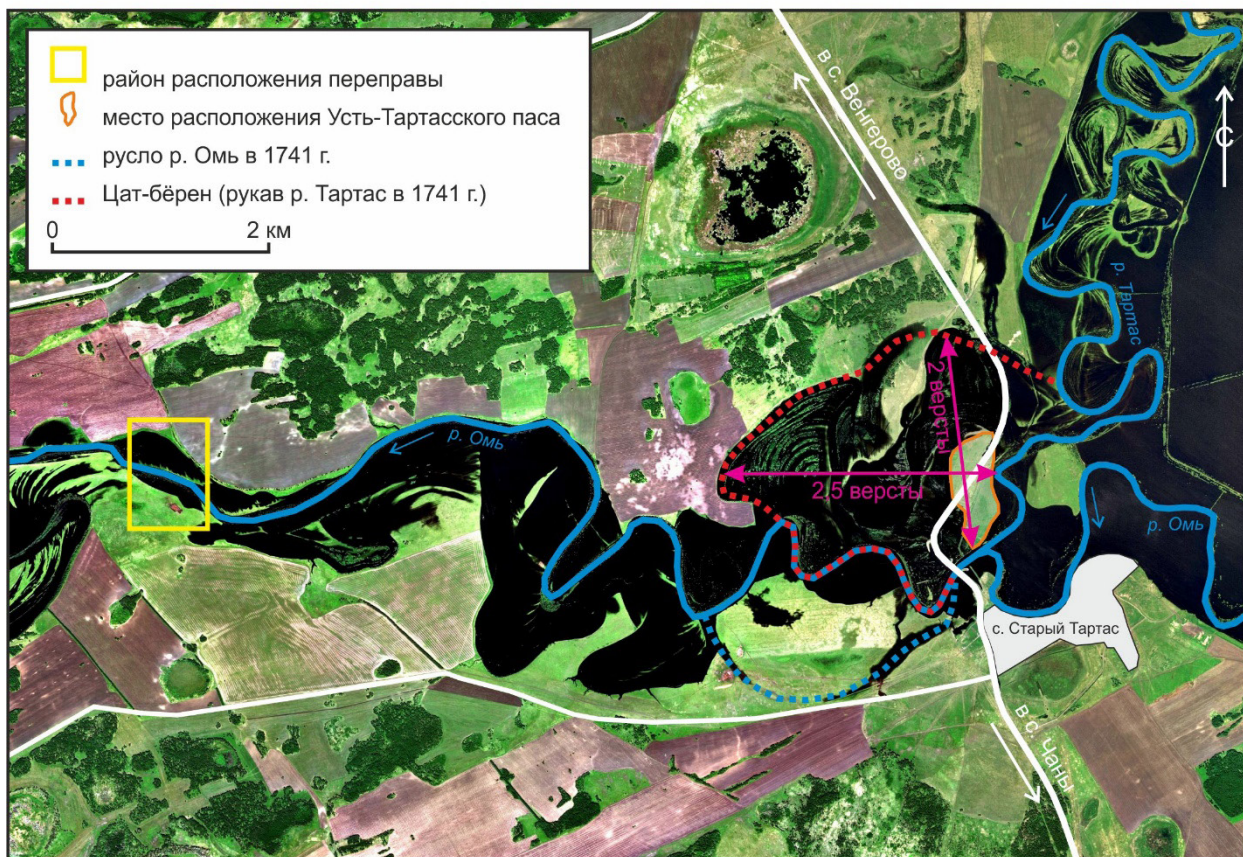 район расположения переправы
место расположения Усть-Тартасского паса
русло р. Омь в 1741 г.
Цат-бёрен (рукав р. Тартас в 1741 г.)
0 2 км
в с. Венгерово
С
р. Тартас
2 версты
р. Омь
2,5 версты
р. Омь
с. Старый Тартас
в с. Чаны